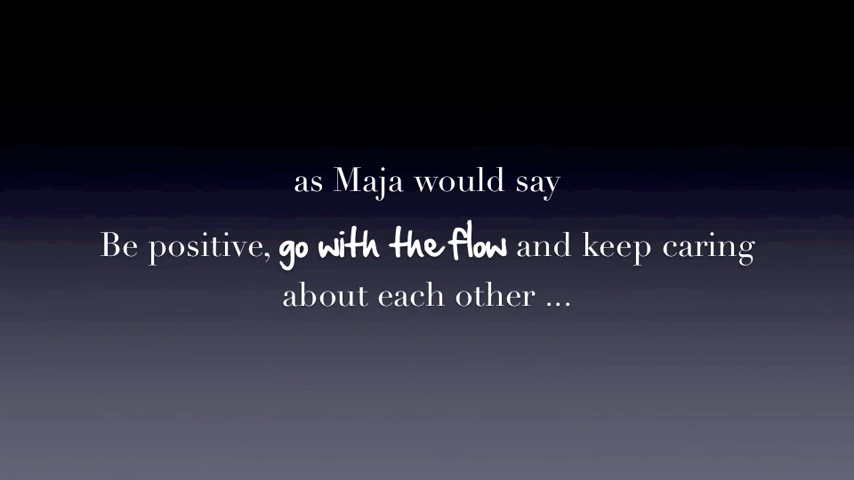 as Maja would say
Be positive, go with the flow and keep caring
about each other ...